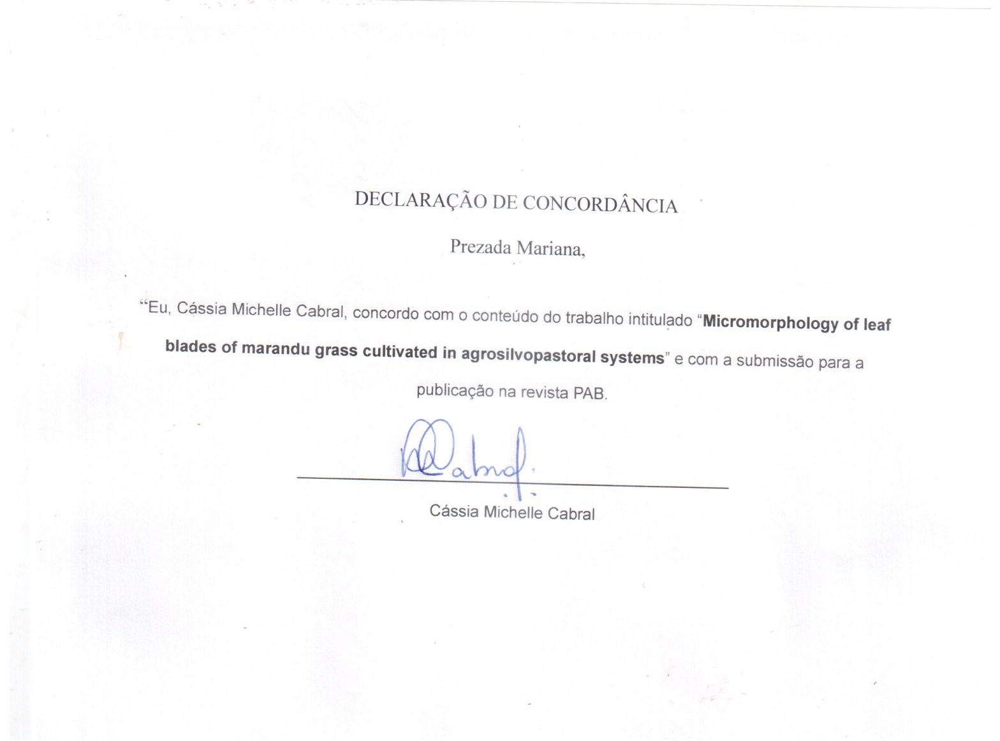 DECLARAÇÃO DE CONCORDÂNCIA
Prezada Mariana,
“Eu, Cássia Michelle Cabral, concordo com o conteúdo do trabalho intitulado “Micromorphology of leaf
blades of marandu grass cultivated in agrosilvopastoral systems” e com a submissão para a
publicação na revista PAB.
Cabral
Cássia Michelle Cabral